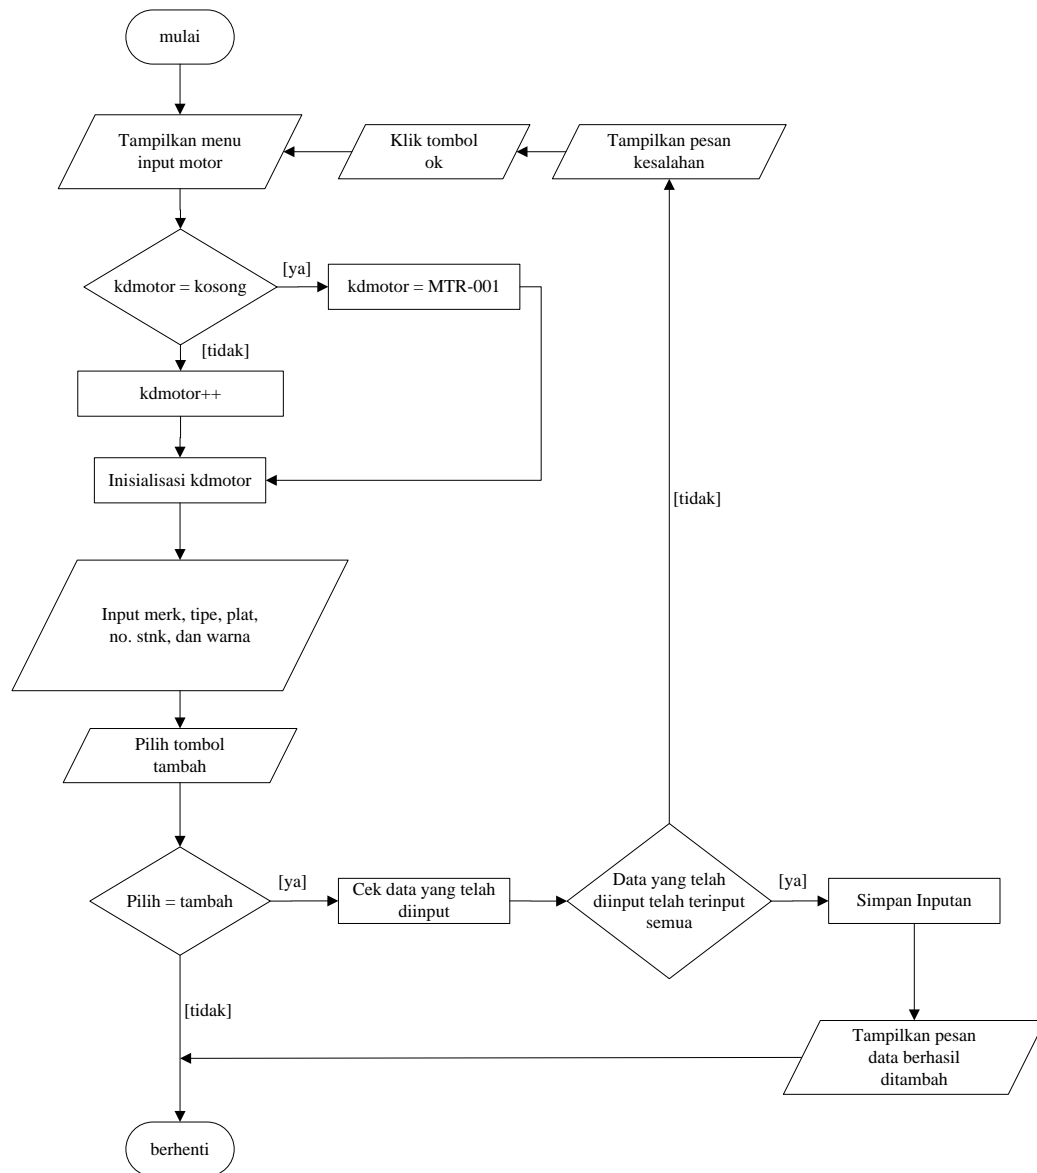 mulai
Tampilkan menu
input motor
Klik tombol
ok
Tampilkan pesan
kesalahan
kdmotor = kosong
[ya]
kdmotor = MTR-001
[tidak]
kdmotor++
Inisialisasi kdmotor
[tidak]
Input merk, tipe, plat,
no. stnk, dan warna
Pilih tombol
tambah
Pilih = tambah
[ya]
Cek data yang telah
diinput
Data yang telah
diinput telah terinput
semua
[ya]
Simpan Inputan
[tidak]
Tampilkan pesan
data berhasil
ditambah
berhenti